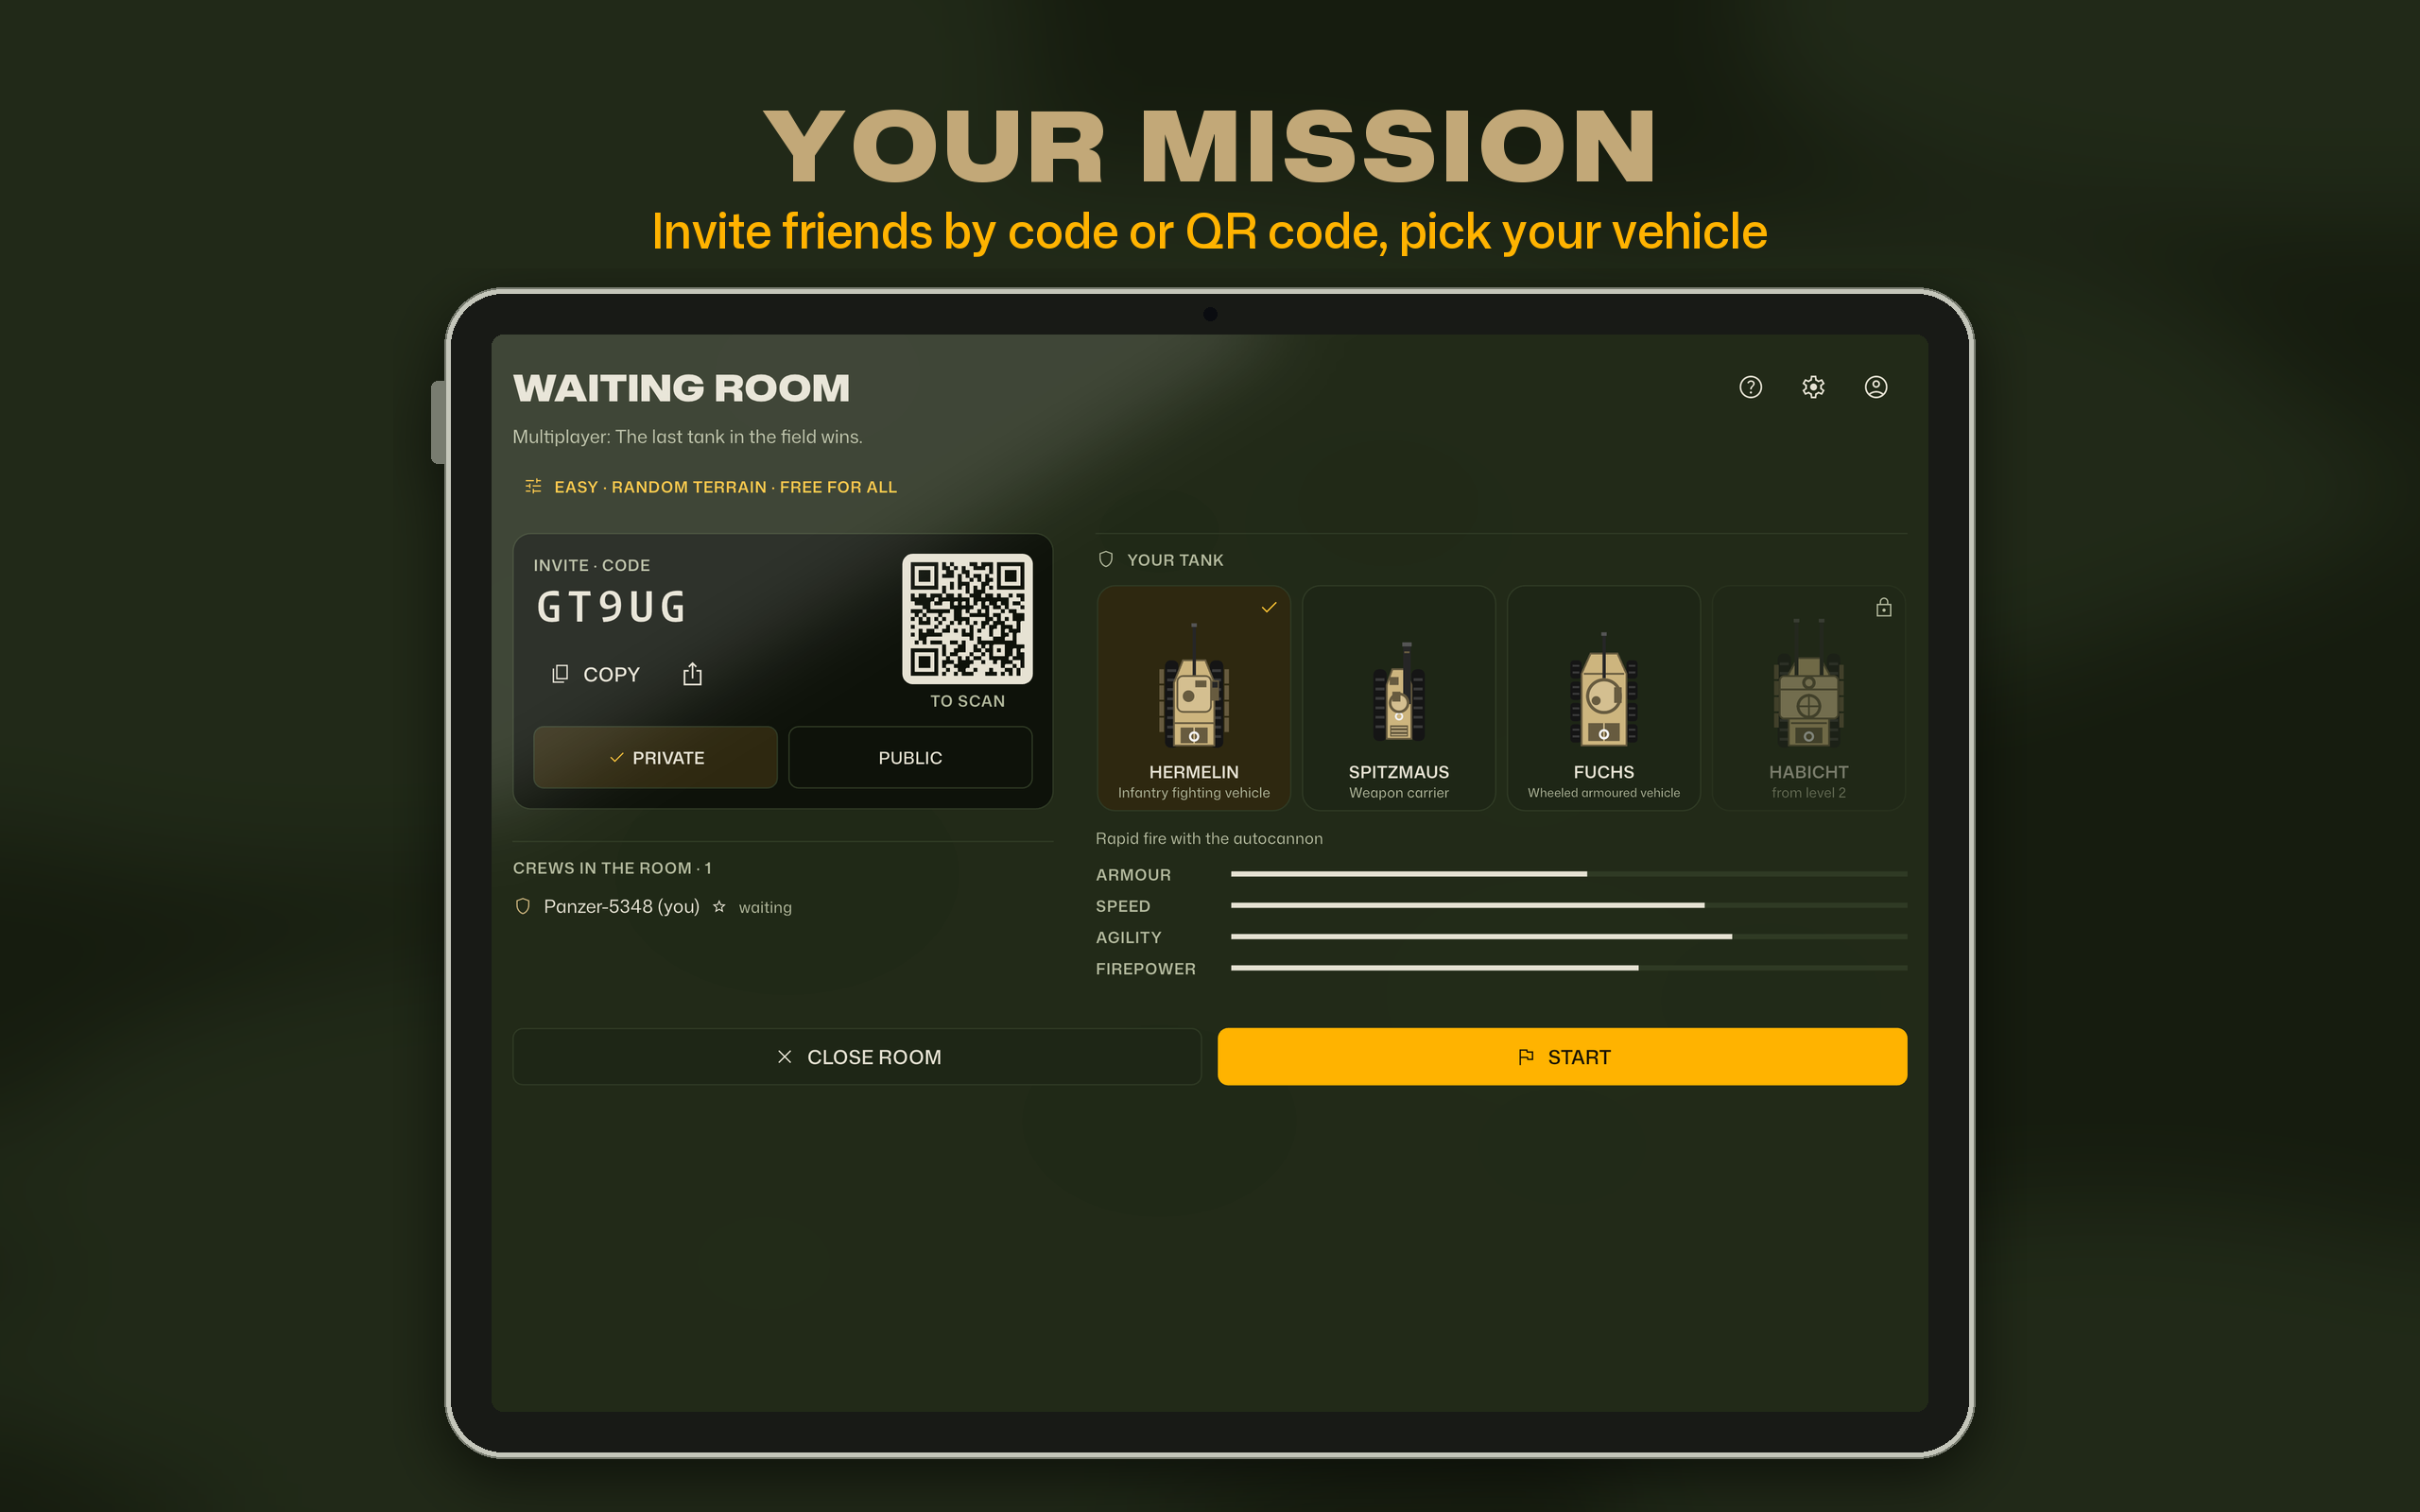 YOUR MISSION
Invite friends by code or QR code, pick your vehicle
WAITING ROOM
Multiplayer: The last tank in the field wins.
EASY · RANDOM TERRAIN · FREE FOR ALL
INVITE · CODE
GT9UG
COPY
TO SCAN
PRIVATE
PUBLIC
CREWS IN THE ROOM · 1
Panzer-5348 (you) waiting
YOUR TANK
HERMELIN
Infantry fighting vehicle
SPITZMAUS
Weapon carrier
FUCHS
Wheeled armoured vehicle
HABICHT
from level 2
Rapid fire with the autocannon
ARMOUR
SPEED
AGILITY
FIREPOWER
CLOSE ROOM
START